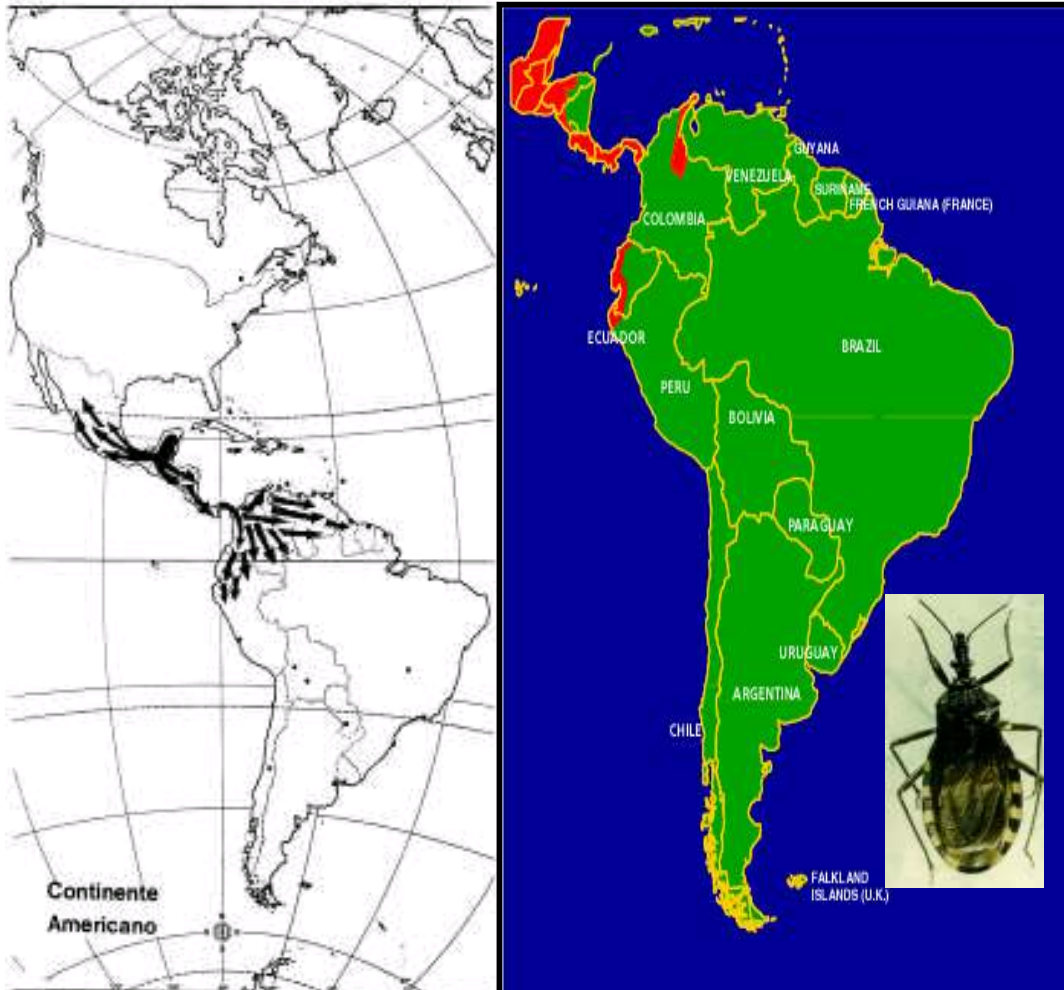 Continente
Americano
GUYANA
VENEZUELA
SURINAME
FRENCH GUIANA (FRANCE)
COLOMBIA
ECUADOR
BRAZIL
PERU
BOLIVIA
PARAGUAY
URUGUAY
ARGENTINA
CHILE
FALKLAND
ISLANDS (U.K.)